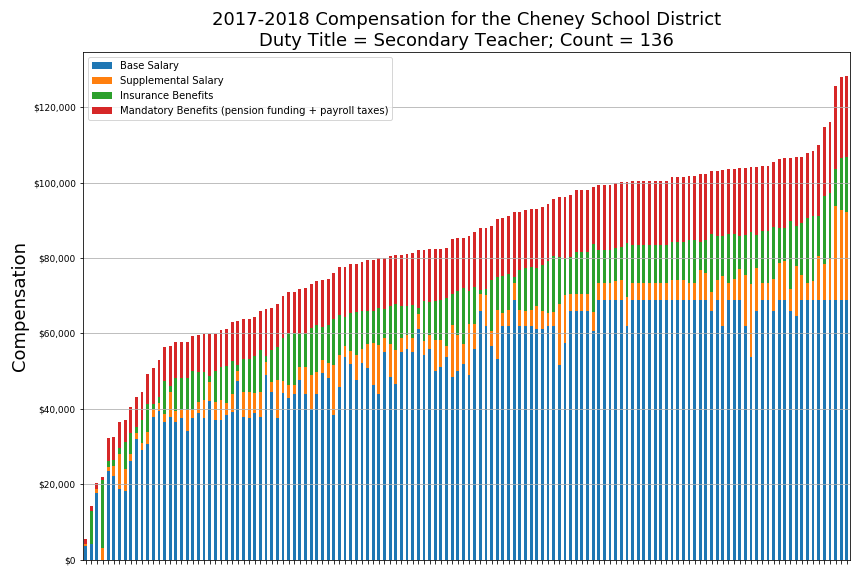 2017-2018 Compensation for the Cheney School District
Duty Title = Secondary Teacher; Count = 136
Base Salary
Supplemental Salary
Insurance Benefits
Mandatory Benefits (pension funding + payroll taxes)
$120,000
$100,000
$80,000
$60,000
$40,000
$20,000
$0
Compensation